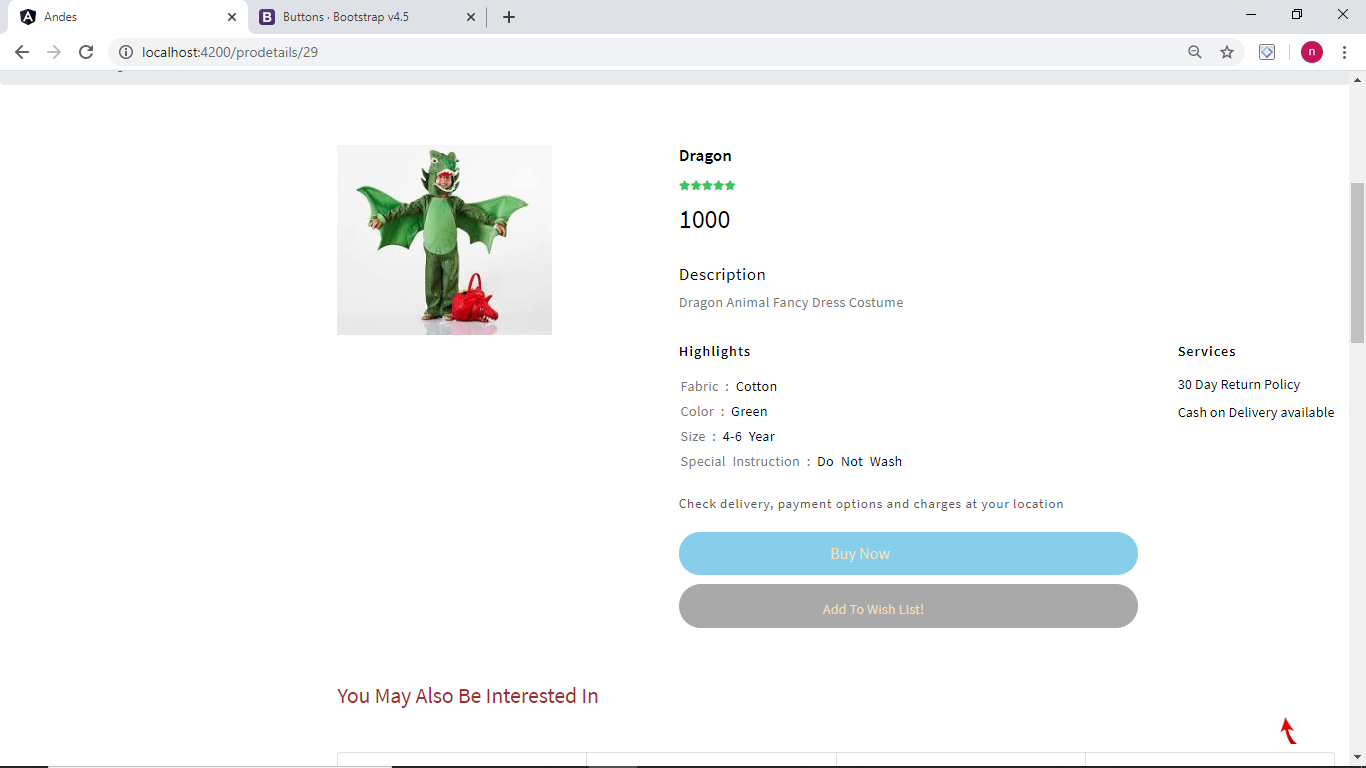 Andes
Buttons · Bootstrap v4.5
localhost:4200/prodetails/29
n
Dragon
1000
Description
Dragon Animal Fancy Dress Costume
Highlights
Services
Fabric : Cotton
30 Day Return Policy
Color : Green
Cash on Delivery available
Size : 4-6 Year
Special Instruction : Do Not Wash
Check delivery, payment options and charges at your location
Buy Now
Add To Wish LIst!
You May Also Be Interested In